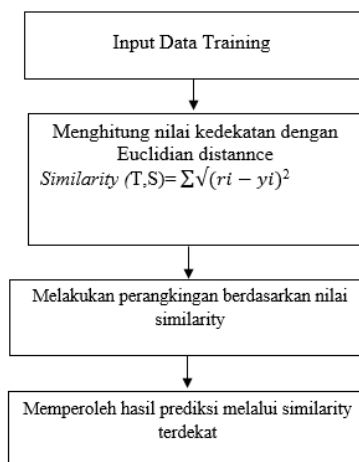 Input Data Training
Menghitung nilai kedekatan dengan
Euclidian distannce
Similarity (T,S)= ∑√(ri − yi)²
Melakukan perangkingan berdasarkan nilai
similarity
Memperoleh hasil prediksi melalui similarity
terdekat